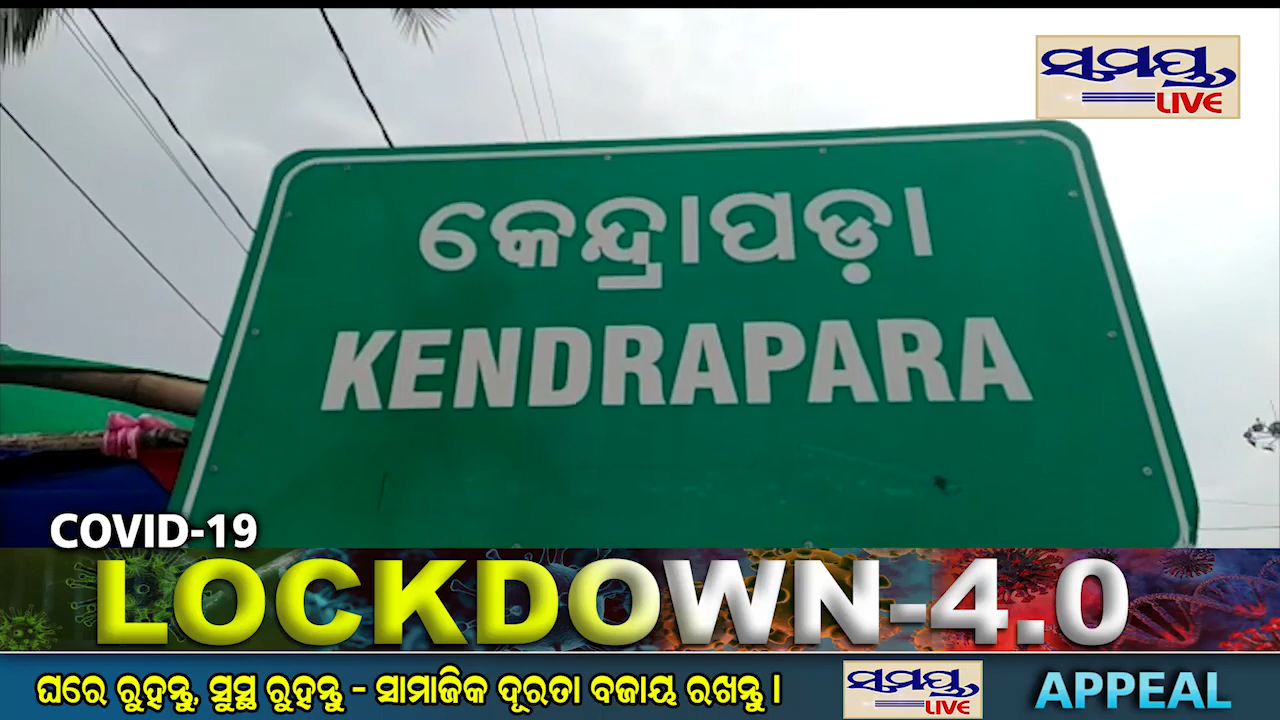 ସମୟ
LIVE
କେନ୍ଦ୍ରାପଡ଼ା
KENDRAPARA
COVID-19
LOCKDOWN-4.0
ଘରେ ରୁହନ୍ତୁ, ସୁସ୍ଥ ରୁହନ୍ତୁ - ସାମାଜିକ ଦୂରତା ବଜାୟ ରଖନ୍ତୁ ।
ସମୟ
LIVE
APPEAL